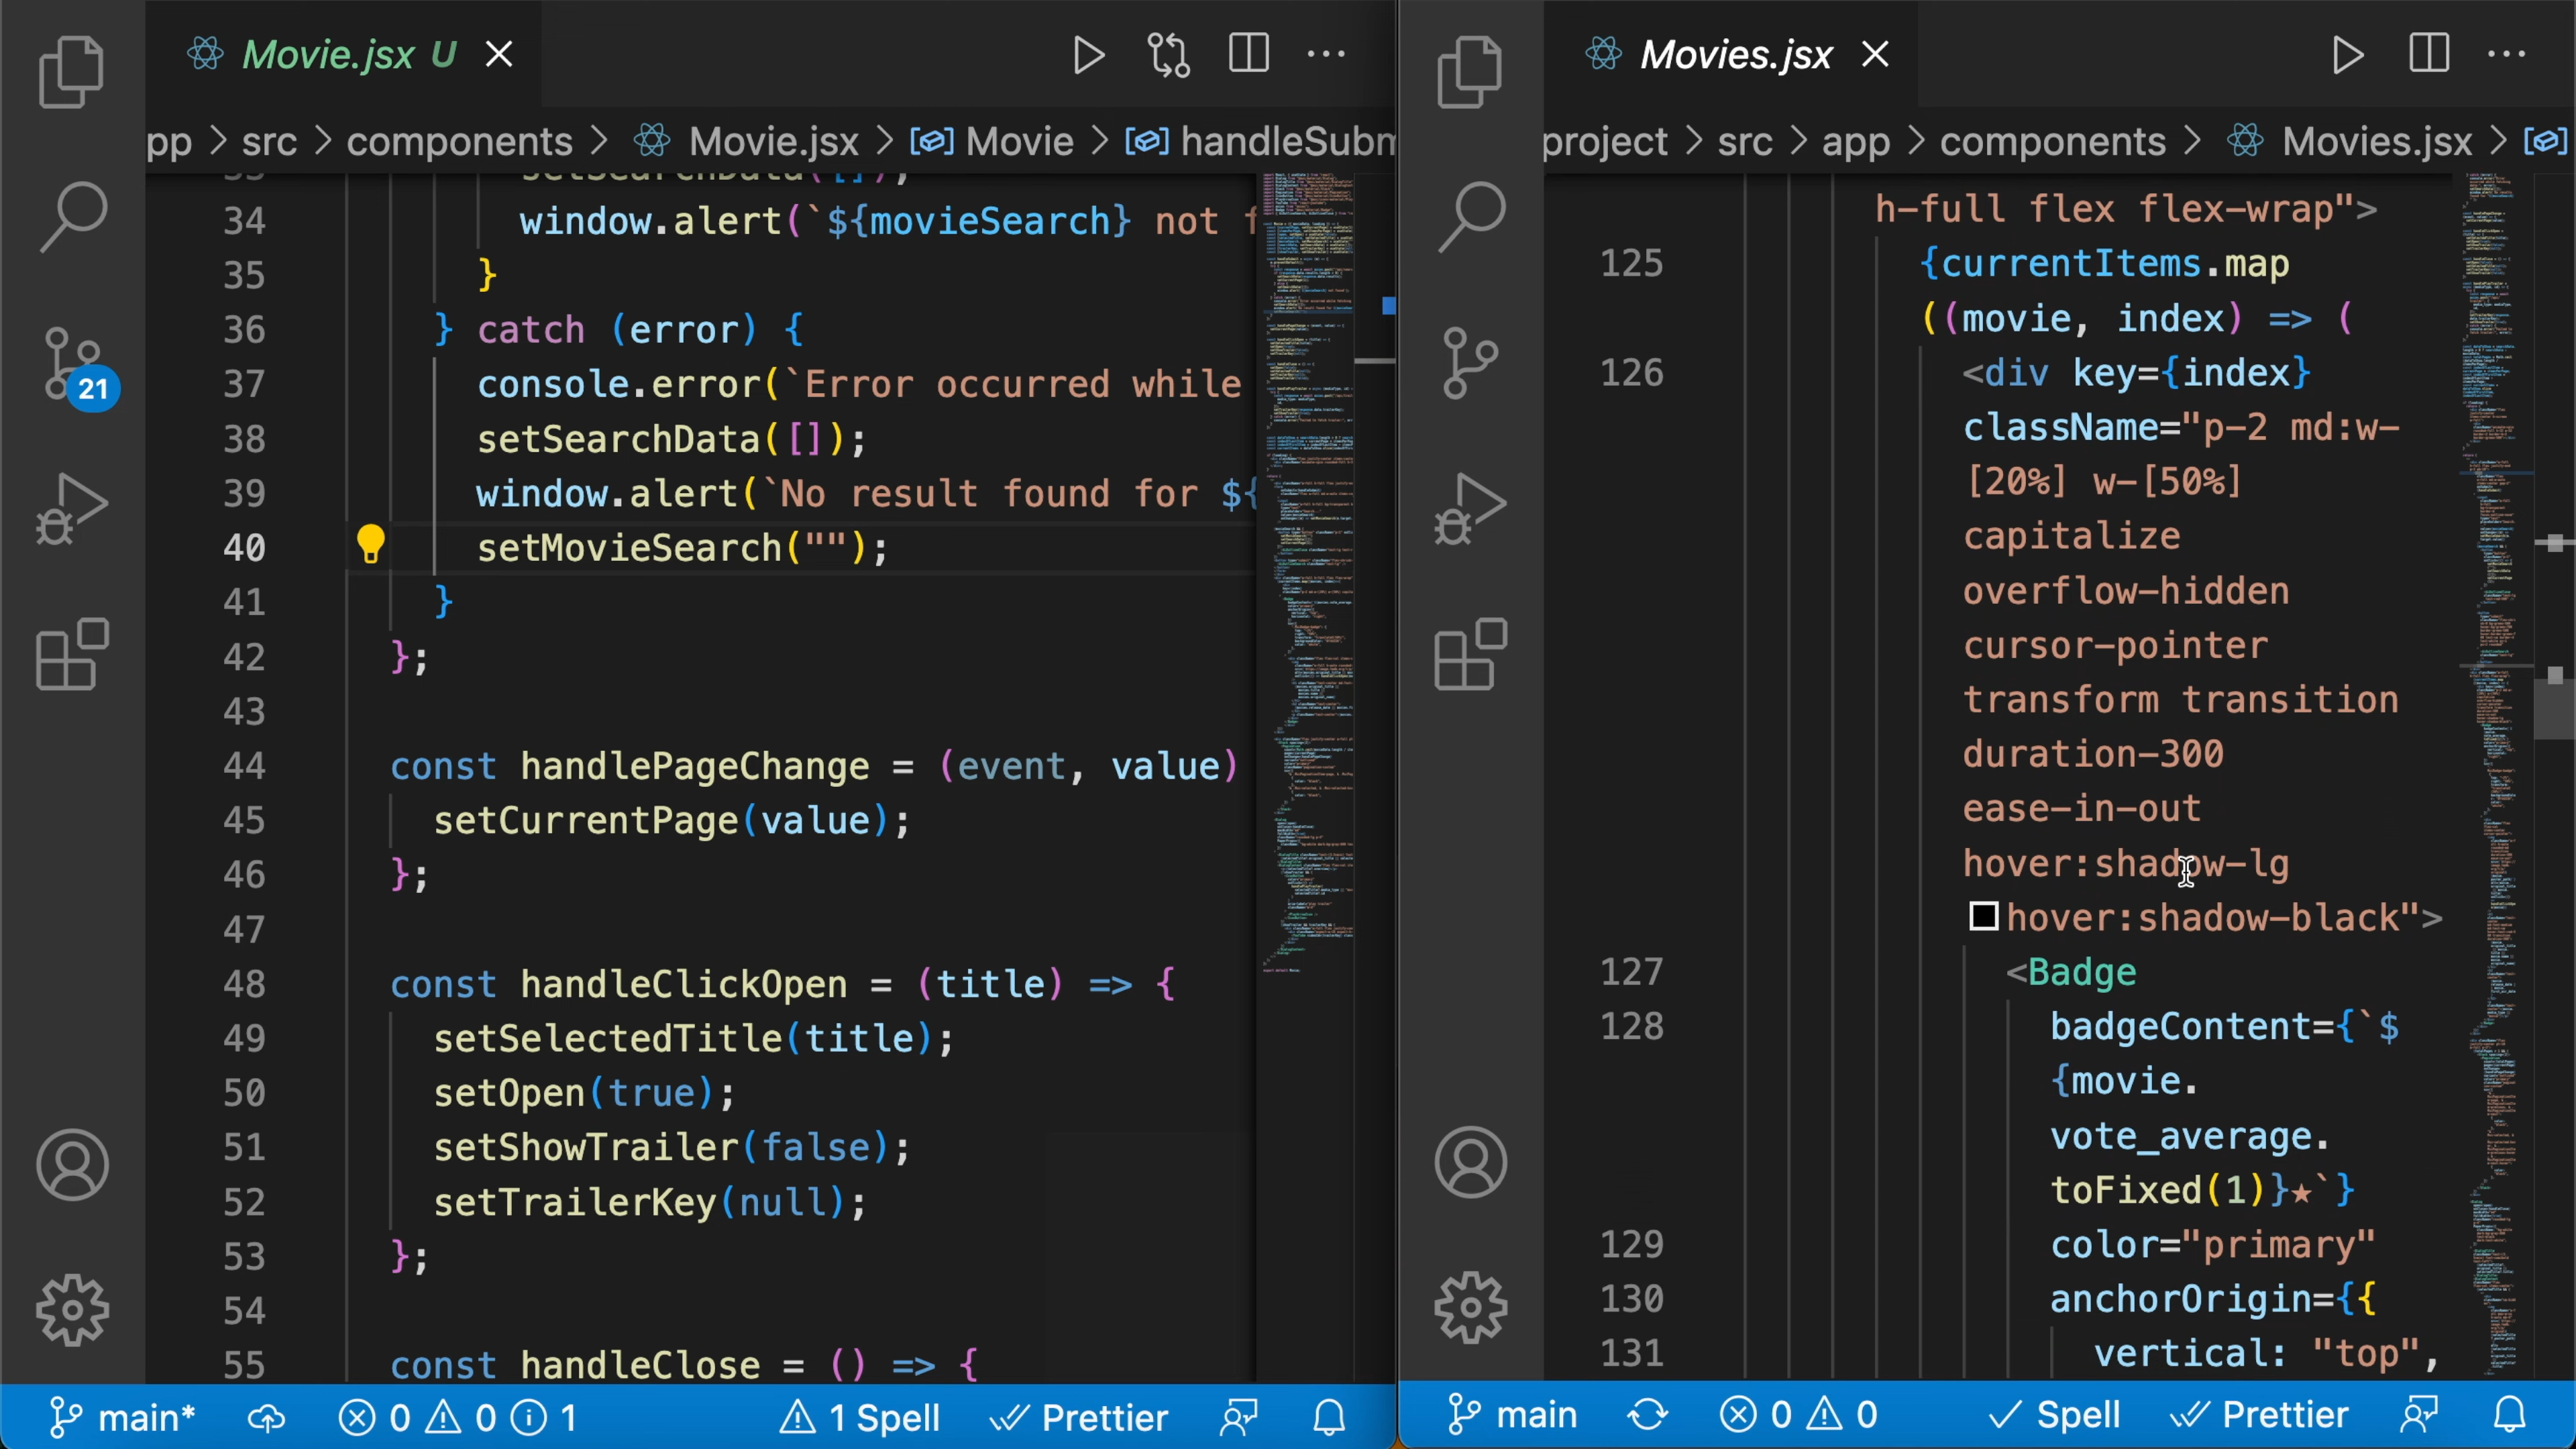 Movie.jsx U
pp > src > components > Movie.jsx > Movie > handleSubm
34 window.alert(`${movieSearch} not f
35 }
36 } catch (error) {
37 console.error(`Error occurred while
38 setSearchData([]);
39 window.alert(`No result found for ${
40 setMovieSearch("");
41 }
42 };
43
44 const handlePageChange = (event, value)
45 setCurrentPage(value);
46 };
47
48 const handleClickOpen = (title) => {
49 setSelectedTitle(title);
50 setOpen(true);
51 setShowTrailer(false);
52 setTrailerKey(null);
53 };
54
55 const handleClose = () => {
21
main* 0 0 1 1 Spell Prettier
Movies.jsx
project > src > app > components > Movies.jsx >
h-full flex flex-wrap">
125 {currentItems.map
((movie, index) => (
126 <div key={index}
className="p-2 md:w-
[20%] w-[50%]
capitalize
overflow-hidden
cursor-pointer
transform transition
duration-300
ease-in-out
hover:shadow-lg
hover:shadow-black">
127 <Badge
128 badgeContent={`$
{movie.
vote_average.
toFixed(1)}★`}
129 color="primary"
130 anchorOrigin={{
131 vertical: "top",
main 0 0 Spell Prettier